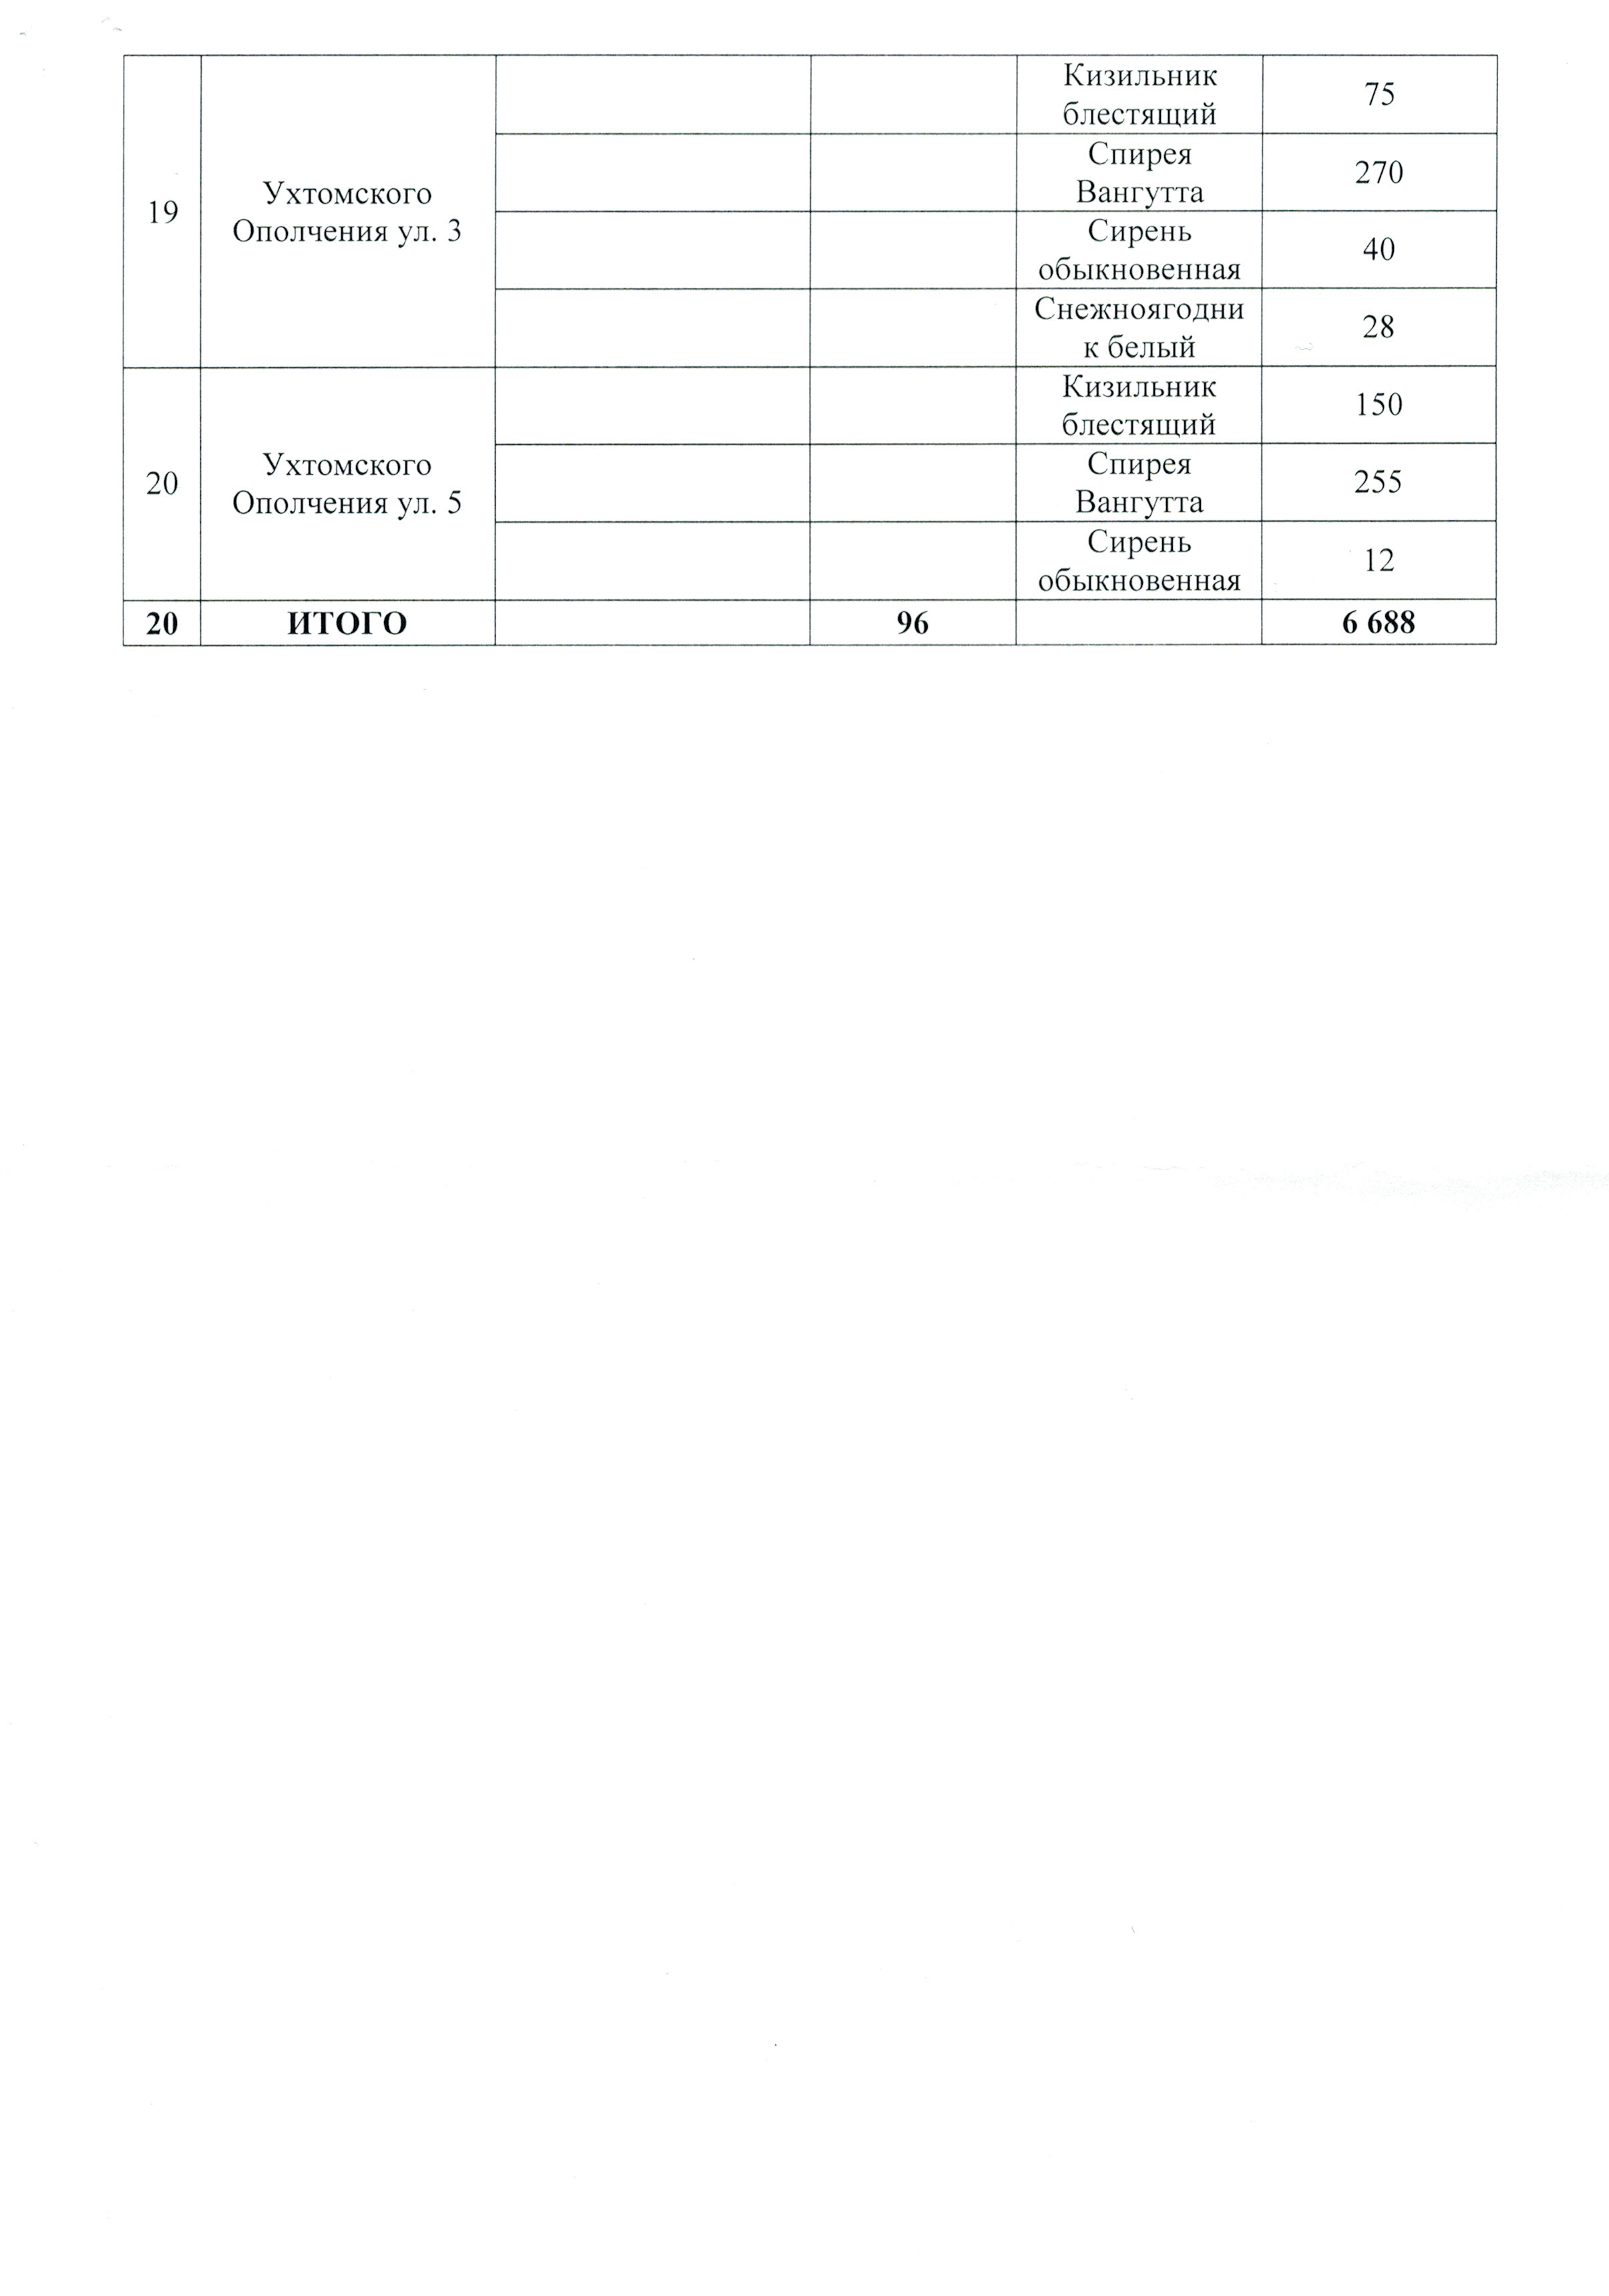 19
Ухтомского
Ополчения ул. 3
Кизильник
блестящий
75
Спирея
Вангутта
270
Сирень
обыкновенная
40
Снежноягодни
к белый
28
20
Ухтомского
Ополчения ул. 5
Кизильник
блестящий
150
Спирея
Вангутта
255
Сирень
обыкновенная
12
20 ИТОГО 96 6 688